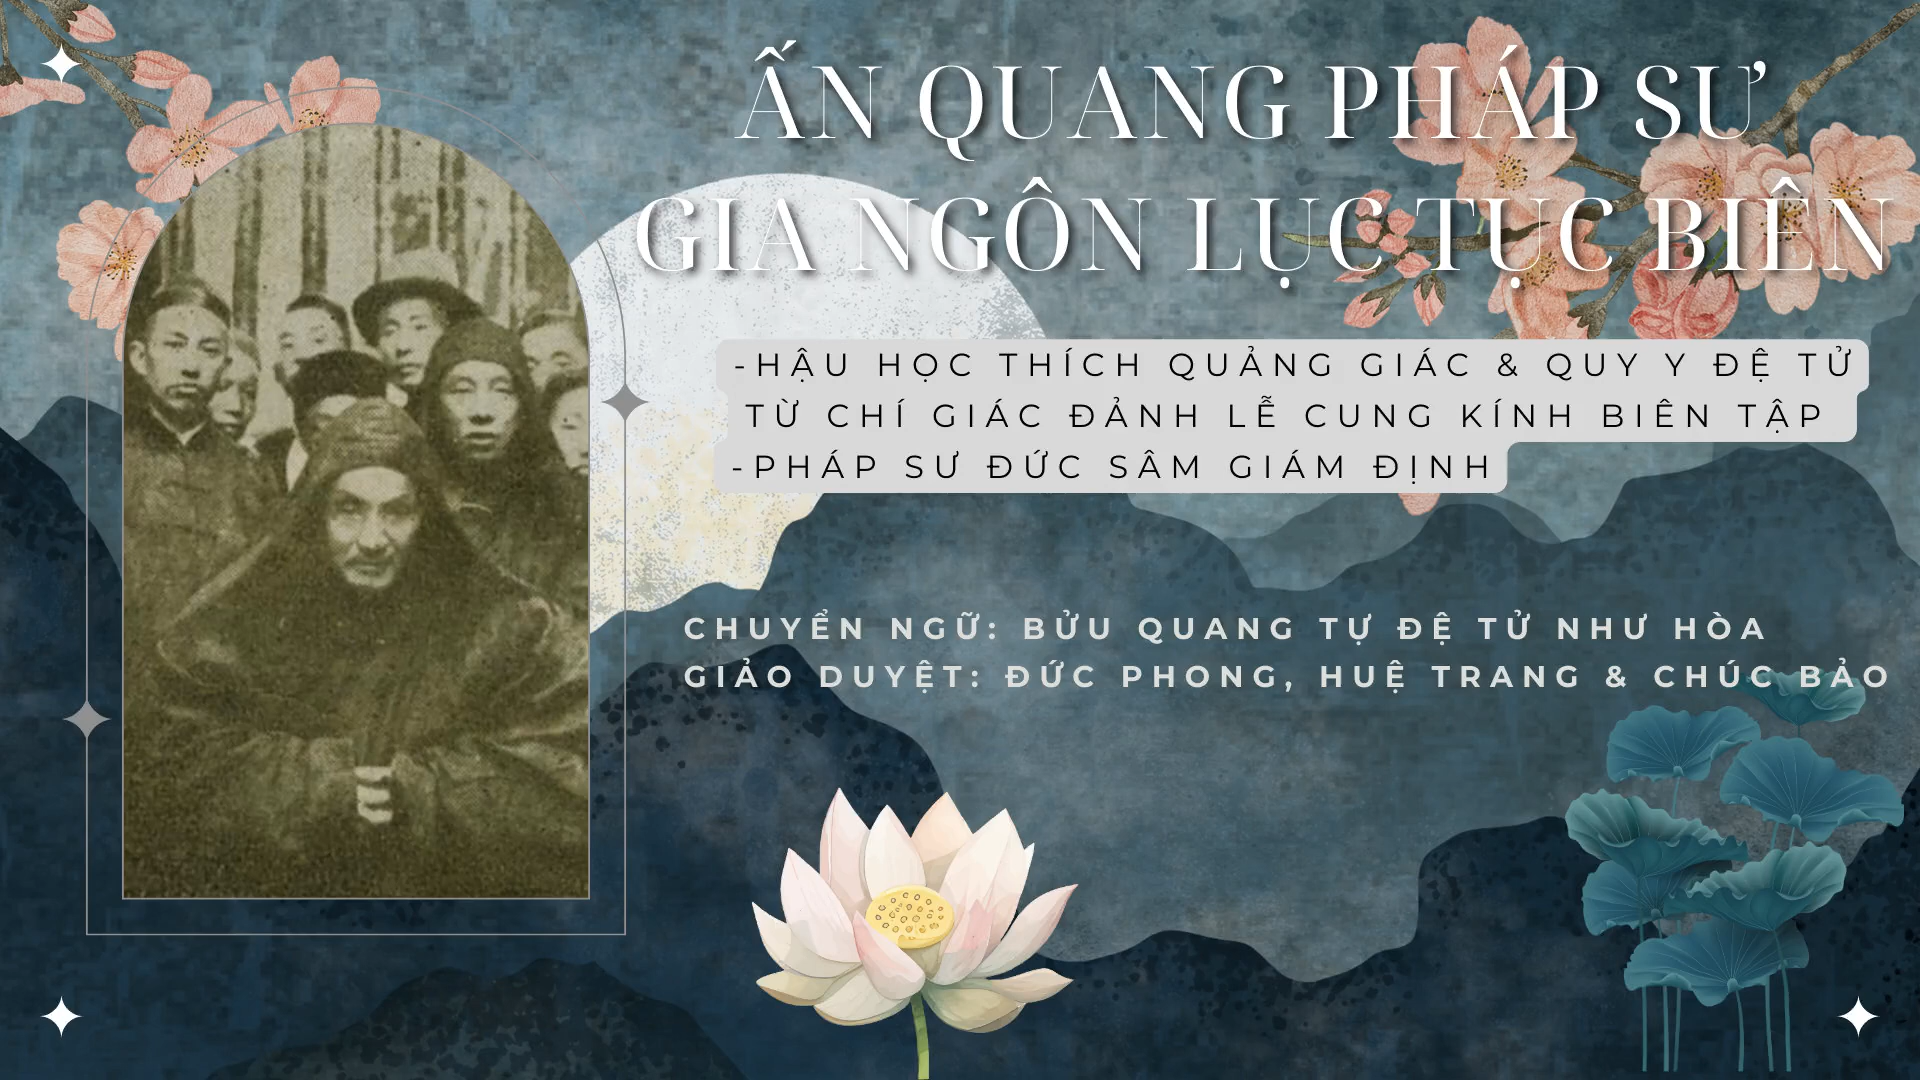 ẤN QUANG PHÁP SƯ
GIA NGÔN LỤC TỤC BIÊN
-HẬU HỌC THÍCH QUẢNG GIÁC & QUY Y ĐỆ TỬ
TỪ CHÍ GIÁC ĐẢNH LỄ CUNG KÍNH BIÊN TẬP
-PHÁP SƯ ĐỨC SÂM GIÁM ĐỊNH
CHUYỂN NGỮ: BỬU QUANG TỰ ĐỆ TỬ NHƯ HÒA
GIẢO DUYỆT: ĐỨC PHONG, HUỆ TRANG & CHÚC BẢO